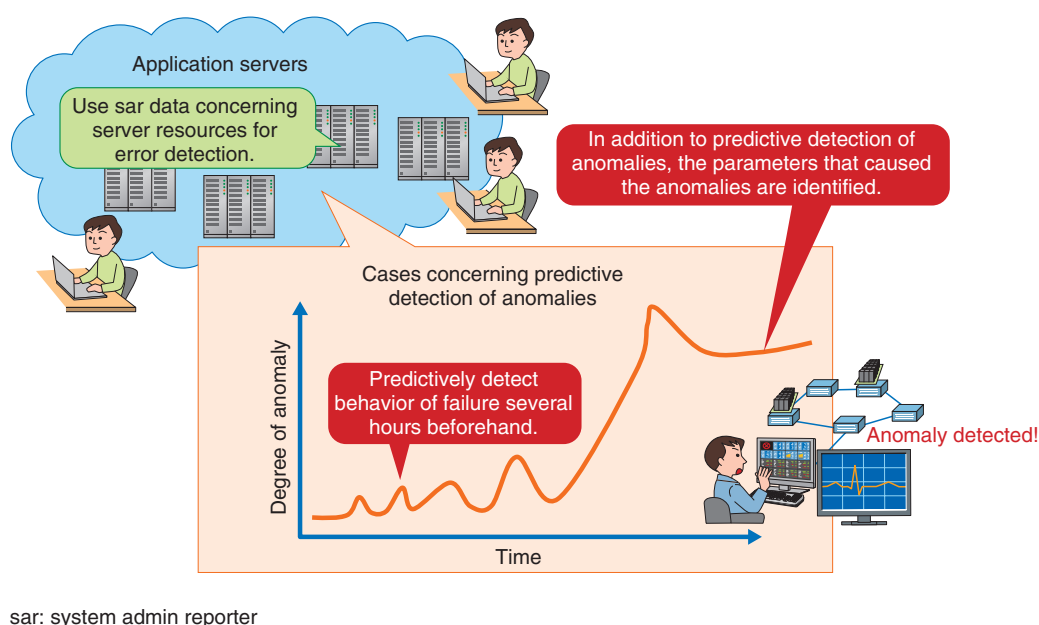 Application servers
Use sar data concerning
server resources for
error detection.
In addition to predictive detection of
anomalies, the parameters that caused
the anomalies are identified.
Cases concerning predictive
detection of anomalies
Degree of anomaly
Predictively detect
behavior of failure several
hours beforehand.
Anomaly detected!
Time
sar: system admin reporter